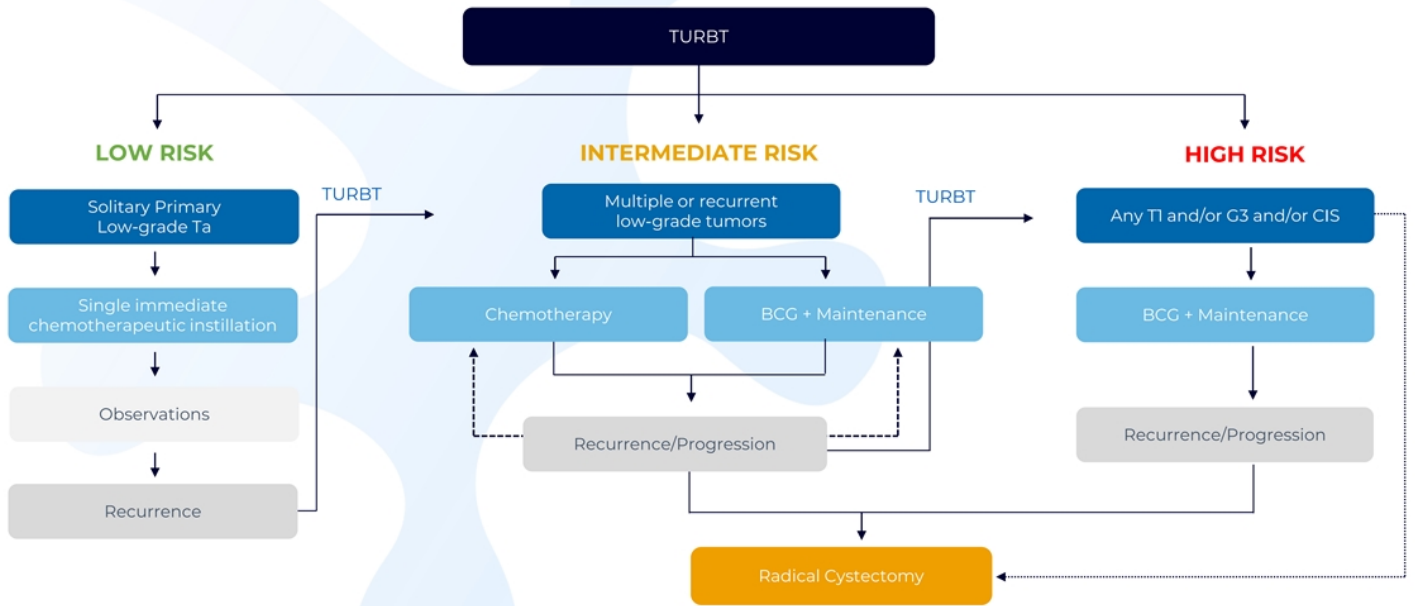 TURBT
LOW RISK
INTERMEDIATE RISK
HIGH RISK
Solitary Primary
Low-grade Ta
TURBT
Multiple or recurrent
low-grade tumors
TURBT
Any T1 and/or G3 and/or CIS
Single immediate
chemotherapeutic instillation
Chemotherapy
BCG + Maintenance
BCG + Maintenance
Observations
Recurrence/Progression
Recurrence/Progression
Recurrence
Radical Cystectomy